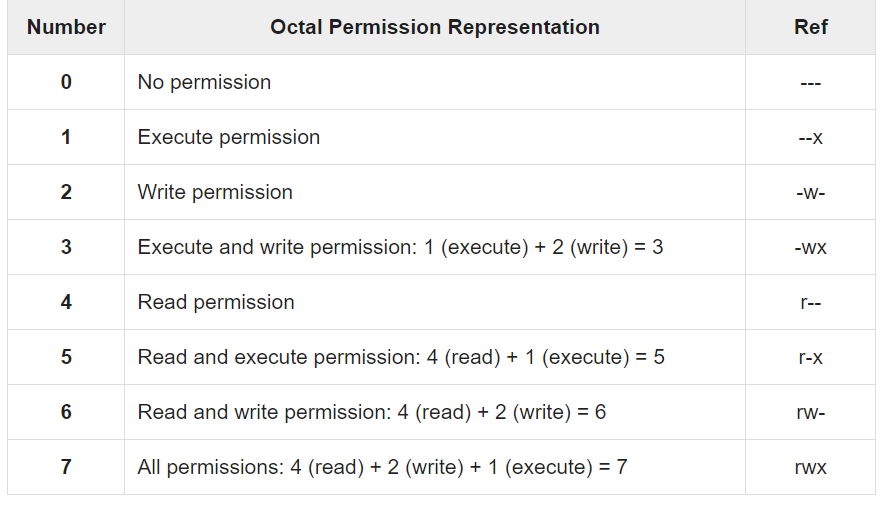 Number Octal Permission Representation Ref
0 No permission ---
1 Execute permission --x
2 Write permission -w-
3 Execute and write permission: 1 (execute) + 2 (write) = 3 -wx
4 Read permission r--
5 Read and execute permission: 4 (read) + 1 (execute) = 5 r-x
6 Read and write permission: 4 (read) + 2 (write) = 6 rw-
7 All permissions: 4 (read) + 2 (write) + 1 (execute) = 7 rwx